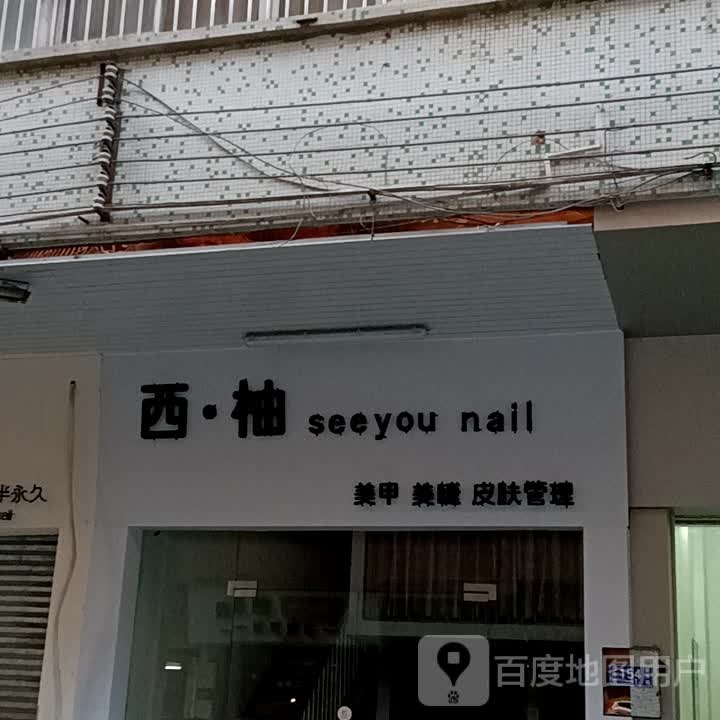 西·柚 seeyou nail
美甲 美睫 皮肤管理
半永久
百度地图用户